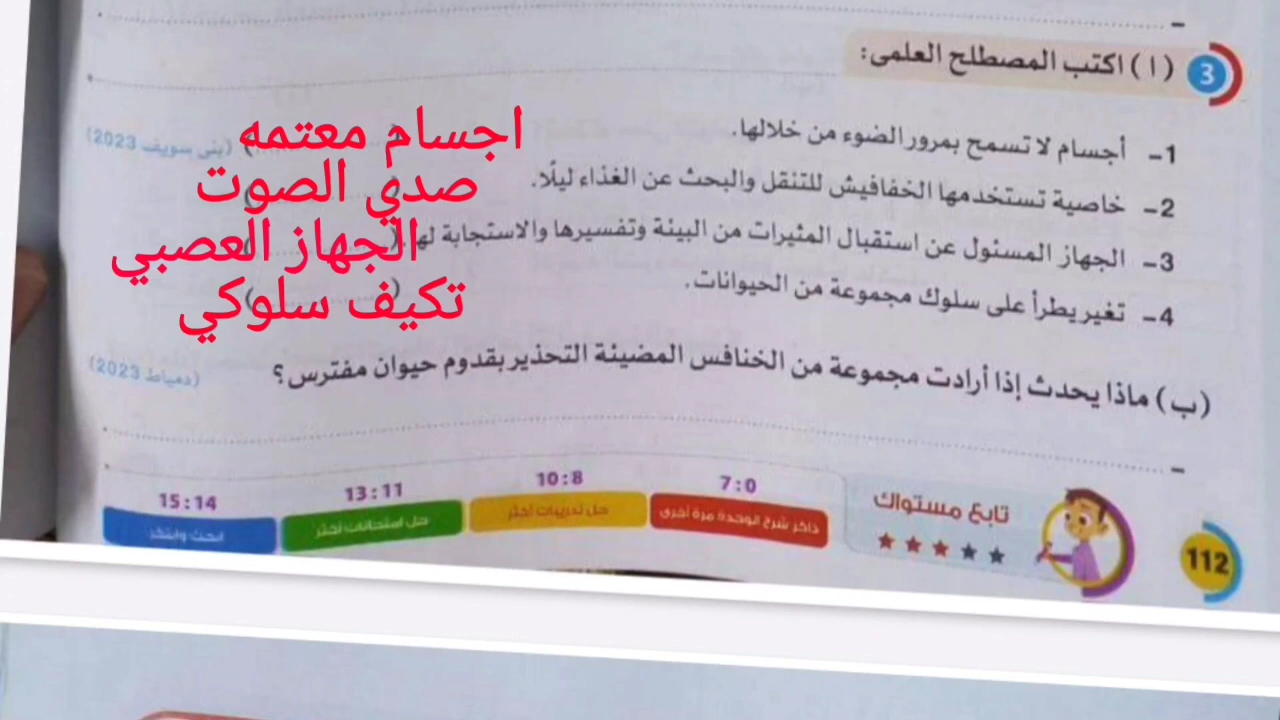 3 (ا) اكتب المصطلح العلمى:
1- أجسام لا تسمح بمرور الضوء من خلالها. اجسام معتمه (بنى سويف 2023)
2- خاصية تستخدمها الخفافيش للتنقل والبحث عن الغذاء ليلًا. صدي الصوت
3- الجهاز المسئول عن استقبال المثيرات من البيئة وتفسيرها والاستجابة لها. الجهاز العصبي
4- تغير يطرأ على سلوك مجموعة من الحيوانات. تكيف سلوكي
(ب) ماذا يحدث إذا أرادت مجموعة من الخنافس المضيئة التحذير بقدوم حيوان مفترس؟ (دمياط 2023)
تابع مستواك
7:0 10:8 13:11 15:14
ذاكر شرح الوحدة مرة أخرى حل تدريبات أكثر حل امتحانات أكثر ابحث وابتكر
112